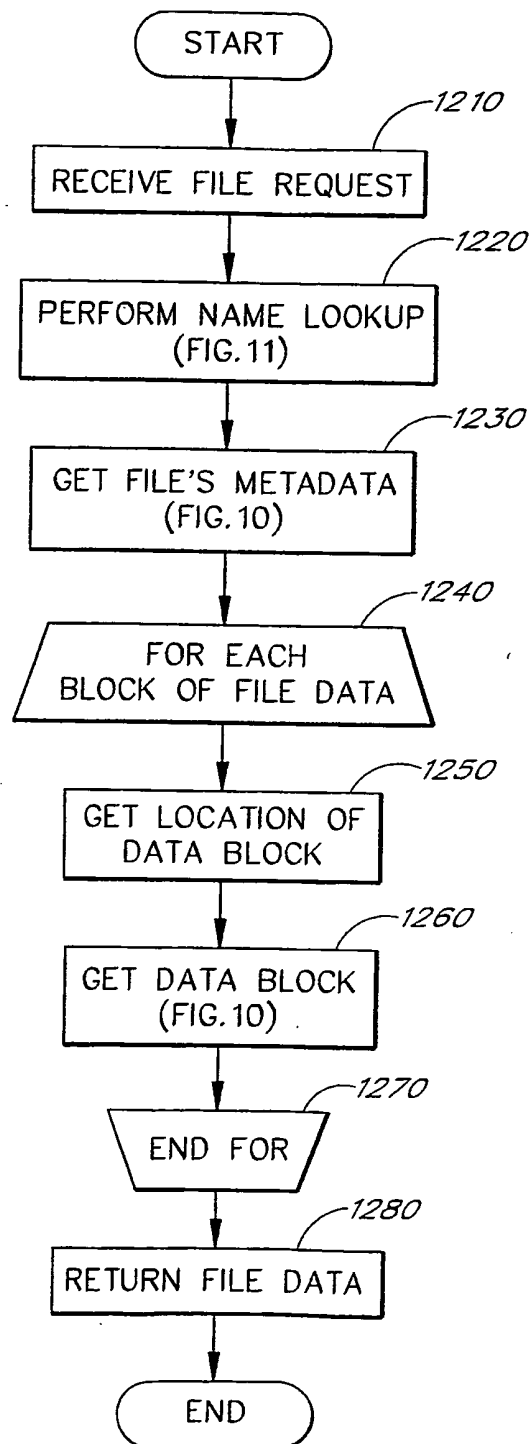 START
1210
RECEIVE FILE REQUEST
1220
PERFORM NAME LOOKUP
(FIG.11)
1230
GET FILE'S METADATA
(FIG.10)
1240
FOR EACH
BLOCK OF FILE DATA
1250
GET LOCATION OF
DATA BLOCK
1260
GET DATA BLOCK
(FIG.10)
1270
END FOR
1280
RETURN FILE DATA
END